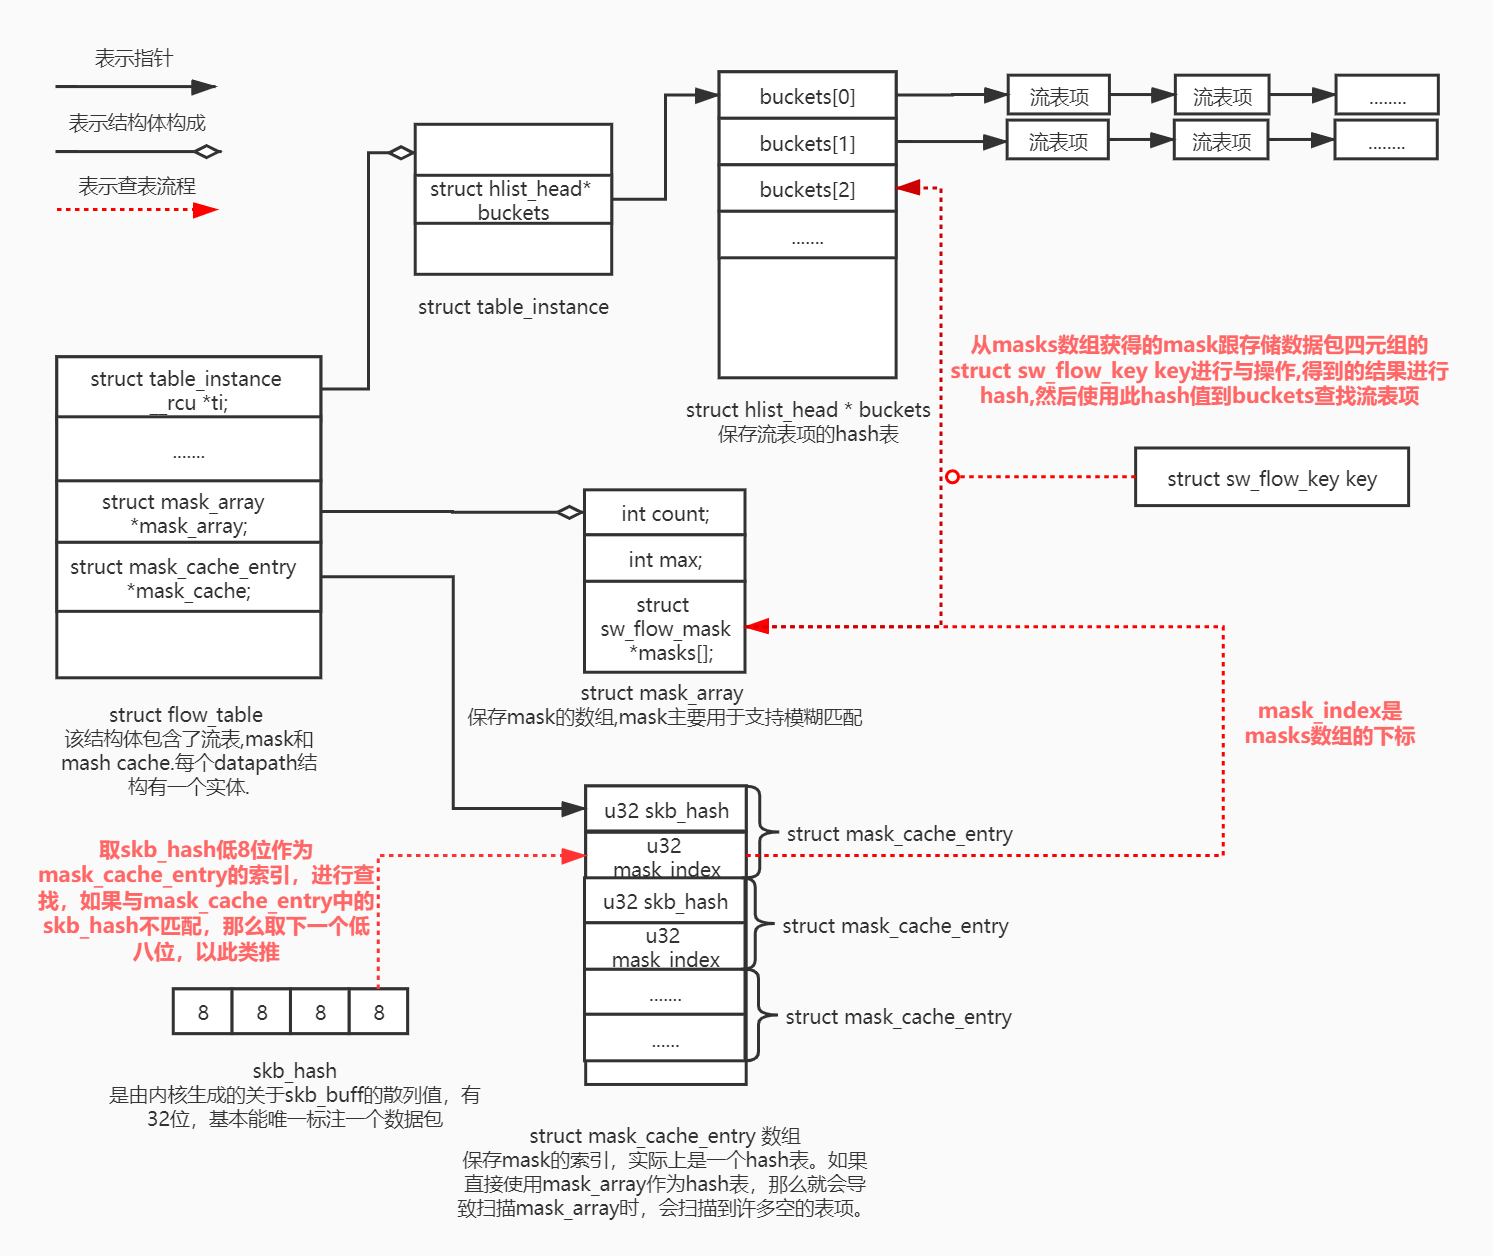 表示指针
表示结构体构成
表示查表流程
struct hlist_head*
buckets
struct table_instance
buckets[0]
buckets[1]
buckets[2]
.......
流表项
流表项
........
流表项
流表项
........
struct hlist_head * buckets
保存流表项的hash表
从masks数组获得的mask跟存储数据包四元组的
struct sw_flow_key key进行与操作,得到的结果进行
hash,然后使用此hash值到buckets查找流表项
struct sw_flow_key key
struct table_instance
__rcu *ti;
.......
struct mask_array
*mask_array;
struct mask_cache_entry
*mask_cache;
struct flow_table
该结构体包含了流表,mask和
mash cache.每个datapath结
构有一个实体.
int count;
int max;
struct
sw_flow_mask
*masks[];
struct mask_array
保存mask的数组,mask主要用于支持模糊匹配
mask_index是
masks数组的下标
u32 skb_hash
u32
mask_index
u32 skb_hash
u32
mask_index
.......
......
struct mask_cache_entry
struct mask_cache_entry
struct mask_cache_entry
取skb_hash低8位作为
mask_cache_entry的索引，进行查
找，如果与mask_cache_entry中的
skb_hash不匹配，那么取下一个低
八位，以此类推
8 8 8 8
skb_hash
是由内核生成的关于skb_buff的散列值，有
32位，基本能唯一标注一个数据包
struct mask_cache_entry 数组
保存mask的索引，实际上是一个hash表。如果
直接使用mask_array作为hash表，那么就会导
致扫描mask_array时，会扫描到许多空的表项。